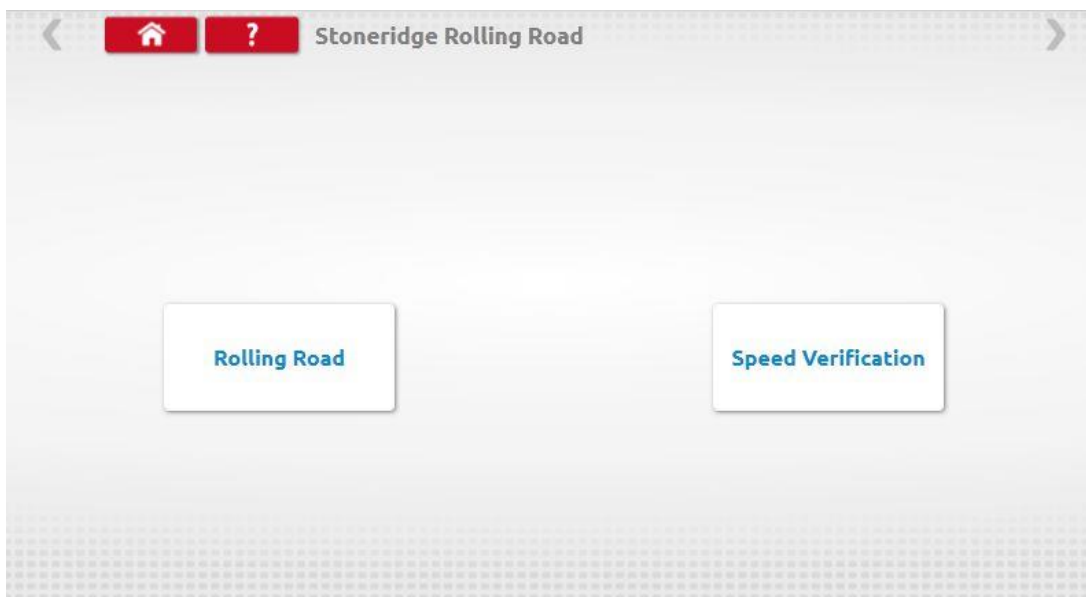 ? Stoneridge Rolling Road
Rolling Road
Speed Verification